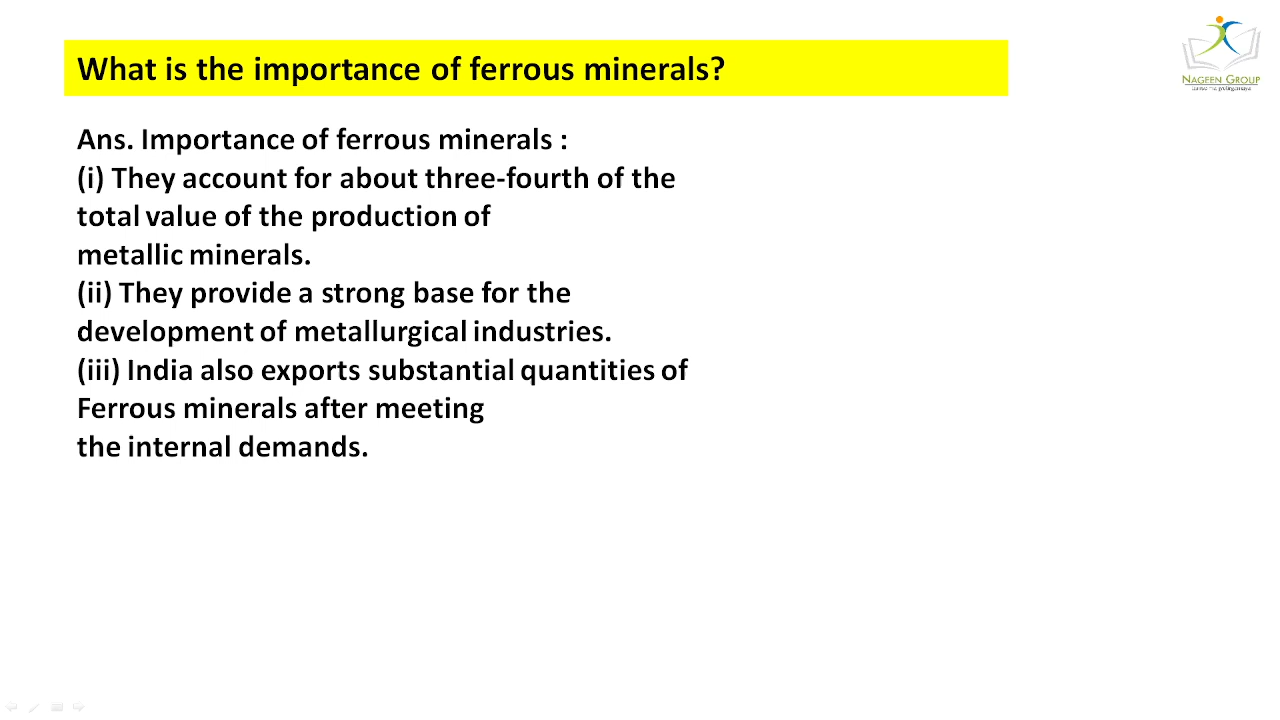 What is the importance of ferrous minerals?
NAGEEN GROUP
Ans. Importance of ferrous minerals :
(i) They account for about three-fourth of the
total value of the production of
metallic minerals.
(ii) They provide a strong base for the
development of metallurgical industries.
(iii) India also exports substantial quantities of
Ferrous minerals after meeting
the internal demands.